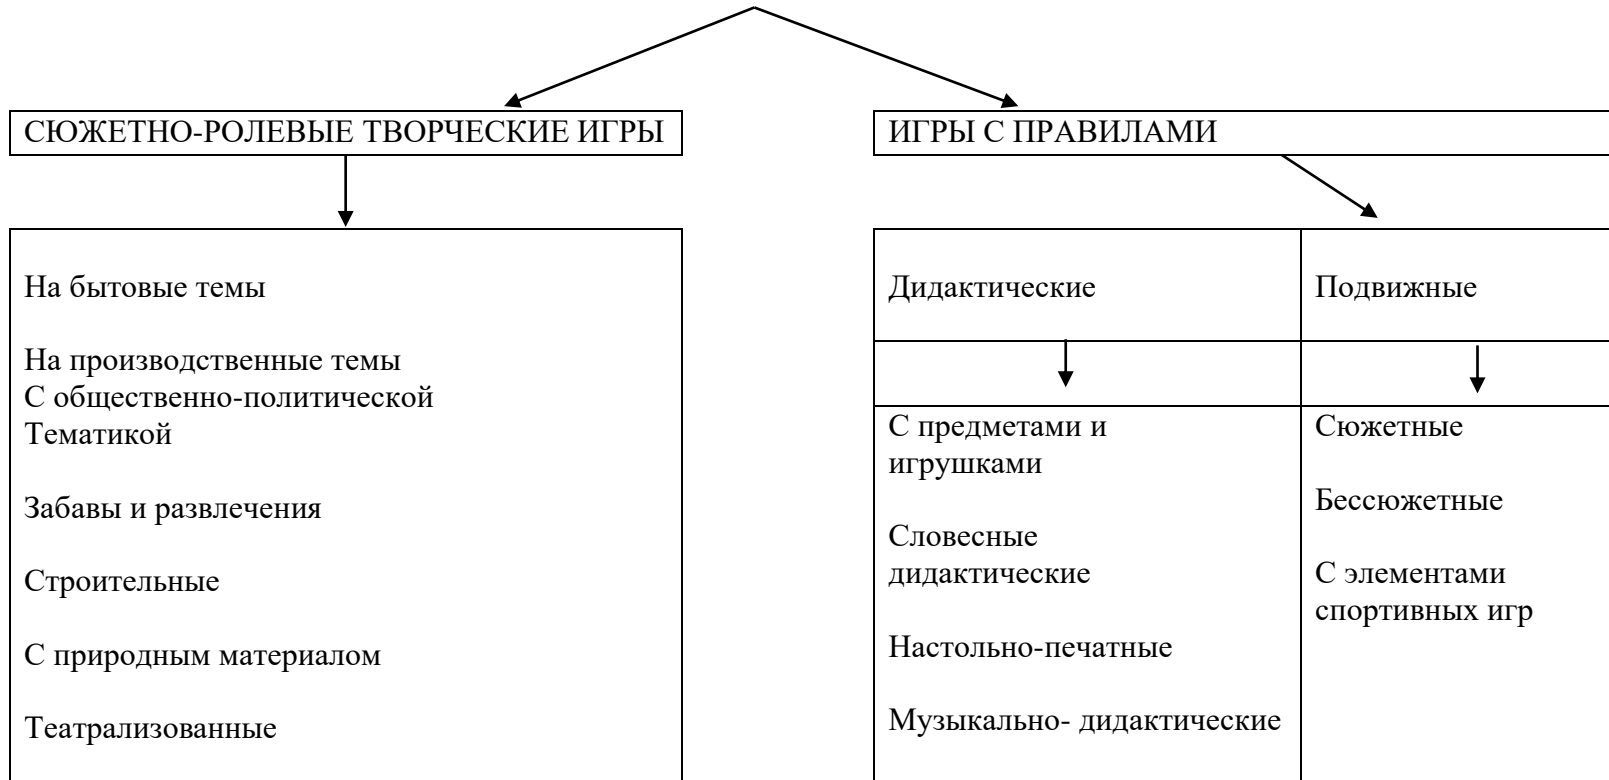 СЮЖЕТНО-РОЛЕВЫЕ ТВОРЧЕСКИЕ ИГРЫ
На бытовые темы
На производственные темы
С общественно-политической
Тематикой
Забавы и развлечения
Строительные
С природным материалом
Театрализованные
ИГРЫ С ПРАВИЛАМИ
Дидактические
С предметами и
игрушками
Словесные
дидактические
Настольно-печатные
Музыкально- дидактические
Подвижные
Сюжетные
Бессюжетные
С элементами
спортивных игр